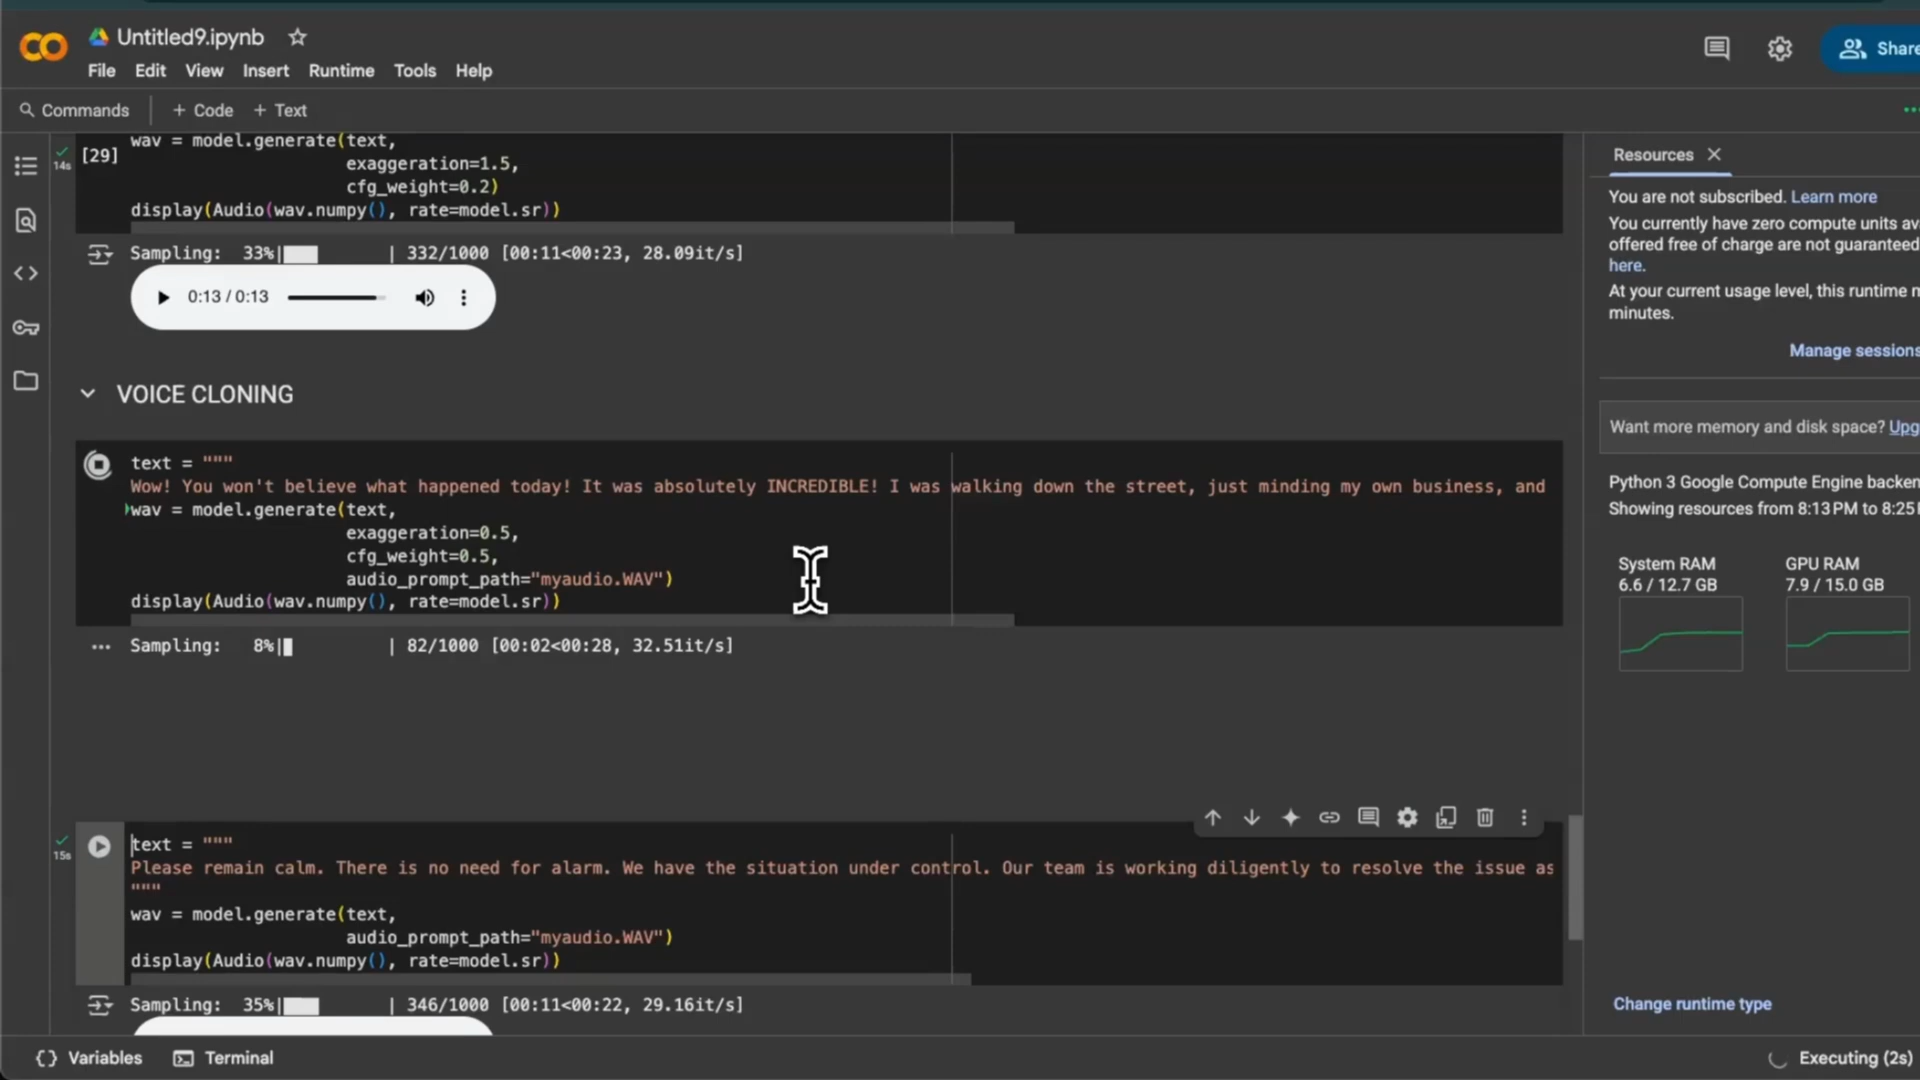 Untitled9.ipynb
File Edit View Insert Runtime Tools Help
Share
Commands + Code + Text
[29]
14s
wav = model.generate(text,
exaggeration=1.5,
cfg_weight=0.2)
display(Audio(wav.numpy(), rate=model.sr))
Sampling: 33%| | 332/1000 [00:11<00:23, 28.09it/s]
0:13 / 0:13
VOICE CLONING
text = """
Wow! You won't believe what happened today! It was absolutely INCREDIBLE! I was walking down the street, just minding my own business, and
wav = model.generate(text,
exaggeration=0.5,
cfg_weight=0.5,
audio_prompt_path="myaudio.WAV")
display(Audio(wav.numpy(), rate=model.sr))
Sampling: 8%| | 82/1000 [00:02<00:28, 32.51it/s]
15s
text = """
Please remain calm. There is no need for alarm. We have the situation under control. Our team is working diligently to resolve the issue as
"""
wav = model.generate(text,
audio_prompt_path="myaudio.WAV")
display(Audio(wav.numpy(), rate=model.sr))
Sampling: 35%| | 346/1000 [00:11<00:22, 29.16it/s]
Resources
You are not subscribed. Learn more
You currently have zero compute units av
offered free of charge are not guaranteed
here.
At your current usage level, this runtime m
minutes.
Manage sessions
Want more memory and disk space? Upg
Python 3 Google Compute Engine backen
Showing resources from 8:13 PM to 8:25
System RAM
6.6 / 12.7 GB
GPU RAM
7.9 / 15.0 GB
Change runtime type
Variables Terminal
Executing (2s)